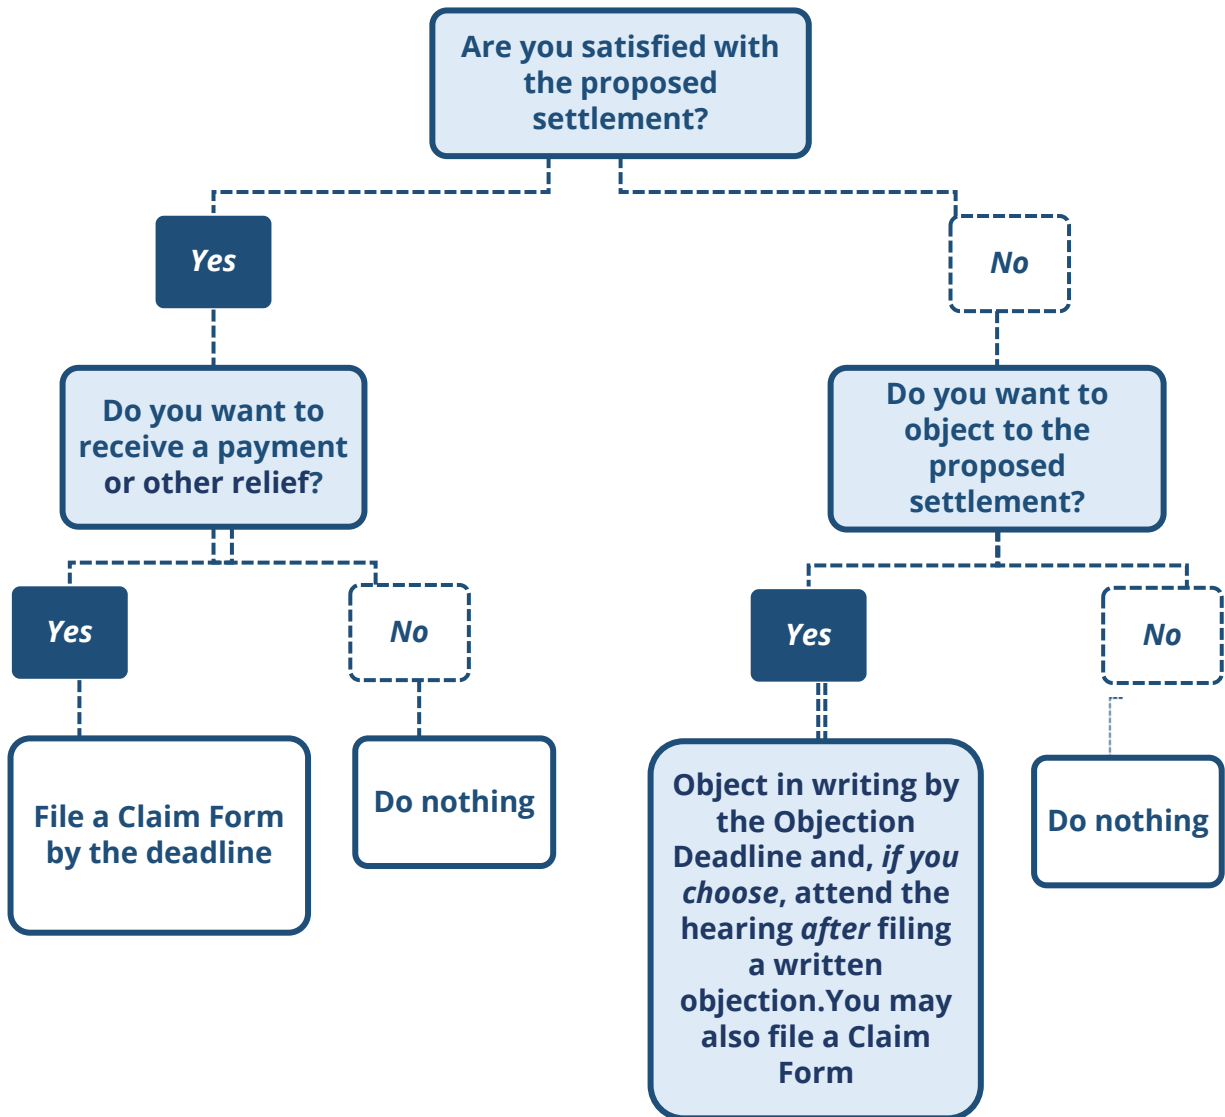 Are you satisfied with
the proposed
settlement?
Yes
No
Do you want to
receive a payment
or other relief?
Do you want to
object to the
proposed
settlement?
Yes
No
Yes
No
File a Claim Form
by the deadline
Do nothing
Object in writing by
the Objection
Deadline and, if you
choose, attend the
hearing after filing
a written
objection.You may
also file a Claim
Form
Do nothing